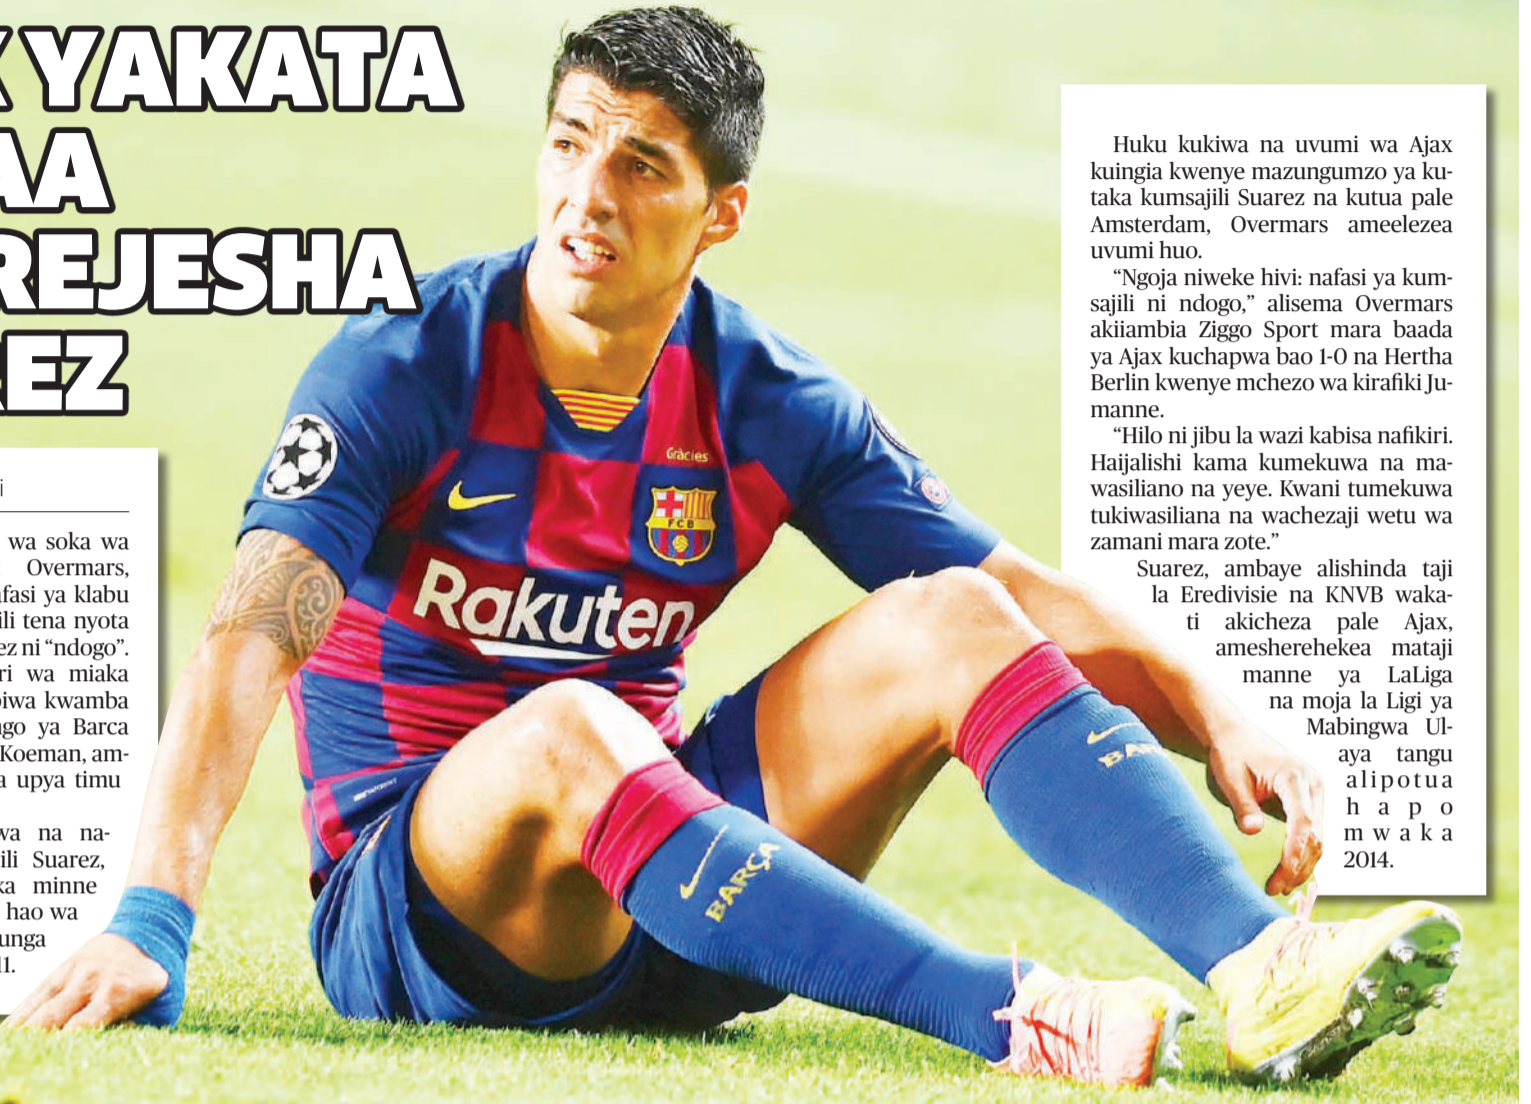 YAKATA
AA
REJESHA
EZ
wa soka wa
Overmars,
fasi ya klabu
ili tena nyota
ez ni “ndogo”.
ri wa miaka
kwamba
go ya Barca
Koeman, am-
a upya timu
wa na na-
ili Suarez,
ka minne
hao wa
unga
11.
Huku kukiwa na uvumi wa Ajax
kuingia kwenye mazungumzo ya ku-
taka kumsajili Suarez na kutua pale
Amsterdam, Overmars ameelezea
uvumi huo.
“Ngoja niweke hivi: nafasi ya kum-
sajili ni ndogo,” alisema Overmars
akiiambia Ziggo Sport mara baada
ya Ajax kuchapwa bao 1-0 na Hertha
Berlin kwenye mchezo wa kirafiki Ju-
manne.
“Hilo ni jibu la wazi kabisa nafikiri.
Haijalishi kama kumekuwa na ma-
wasiliano na yeye. Kwani tumekuwa
tukiwasiliana na wachezaji wetu wa
zamani mara zote.”
Suarez, ambaye alishinda taji
la Eredivisie na KNVB waka-
ti akicheza pale Ajax,
amesherehekea mataji
manne ya LaLiga
na moja la Ligi ya
Mabingwa Ul-
aya tangu
alipotua
hapo
mwaka
2014.
Gràcies
FCB
Rakuten
BARÇA
BAR